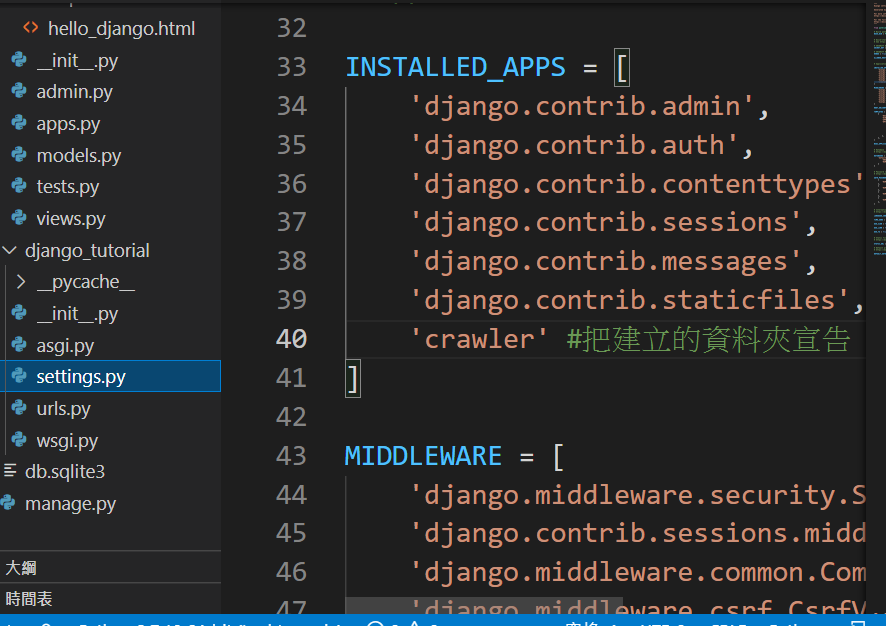 hello_django.html
__init__.py
admin.py
apps.py
models.py
tests.py
views.py
django_tutorial
__pycache__
__init__.py
asgi.py
settings.py
urls.py
wsgi.py
db.sqlite3
manage.py
大綱
時間表
32
33 INSTALLED_APPS = [
34 'django.contrib.admin',
35 'django.contrib.auth',
36 'django.contrib.contenttypes'
37 'django.contrib.sessions',
38 'django.contrib.messages',
39 'django.contrib.staticfiles',
40 'crawler' #把建立的資料夾宣告
41 ]
42
43 MIDDLEWARE = [
44 'django.middleware.security.S
45 'django.contrib.sessions.midd
46 'django.middleware.common.Com
47 'django.middleware.csrf.CsrfV